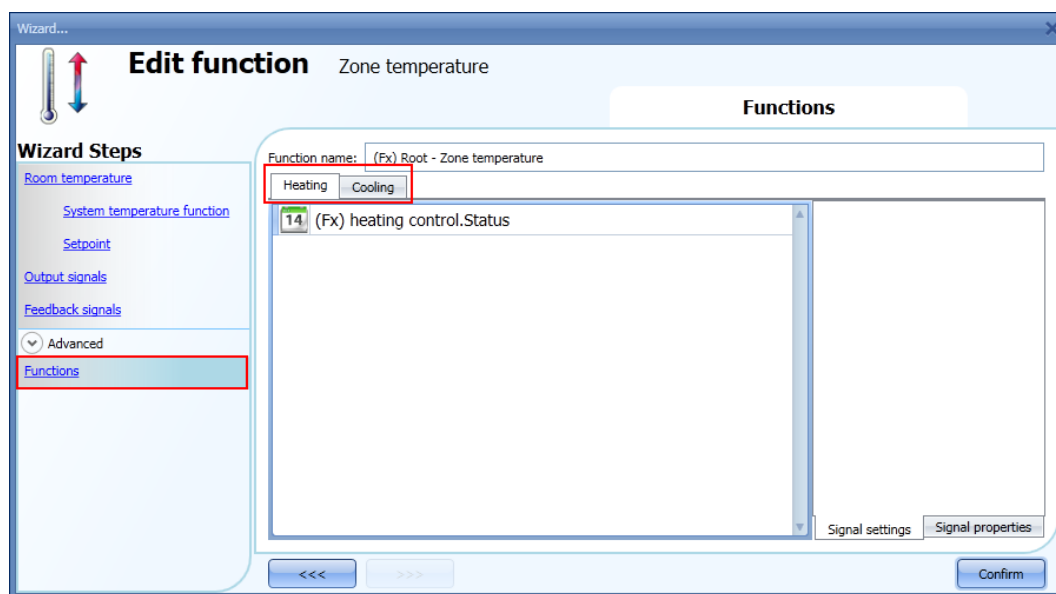 Wizard...
Edit function Zone temperature
Functions
Wizard Steps
Room temperature
System temperature function
Setpoint
Output signals
Feedback signals
Advanced
Functions
Function name: (Fx) Root - Zone temperature
Heating Cooling
14 (Fx) heating control.Status
Signal settings Signal properties
<<< >>> Confirm